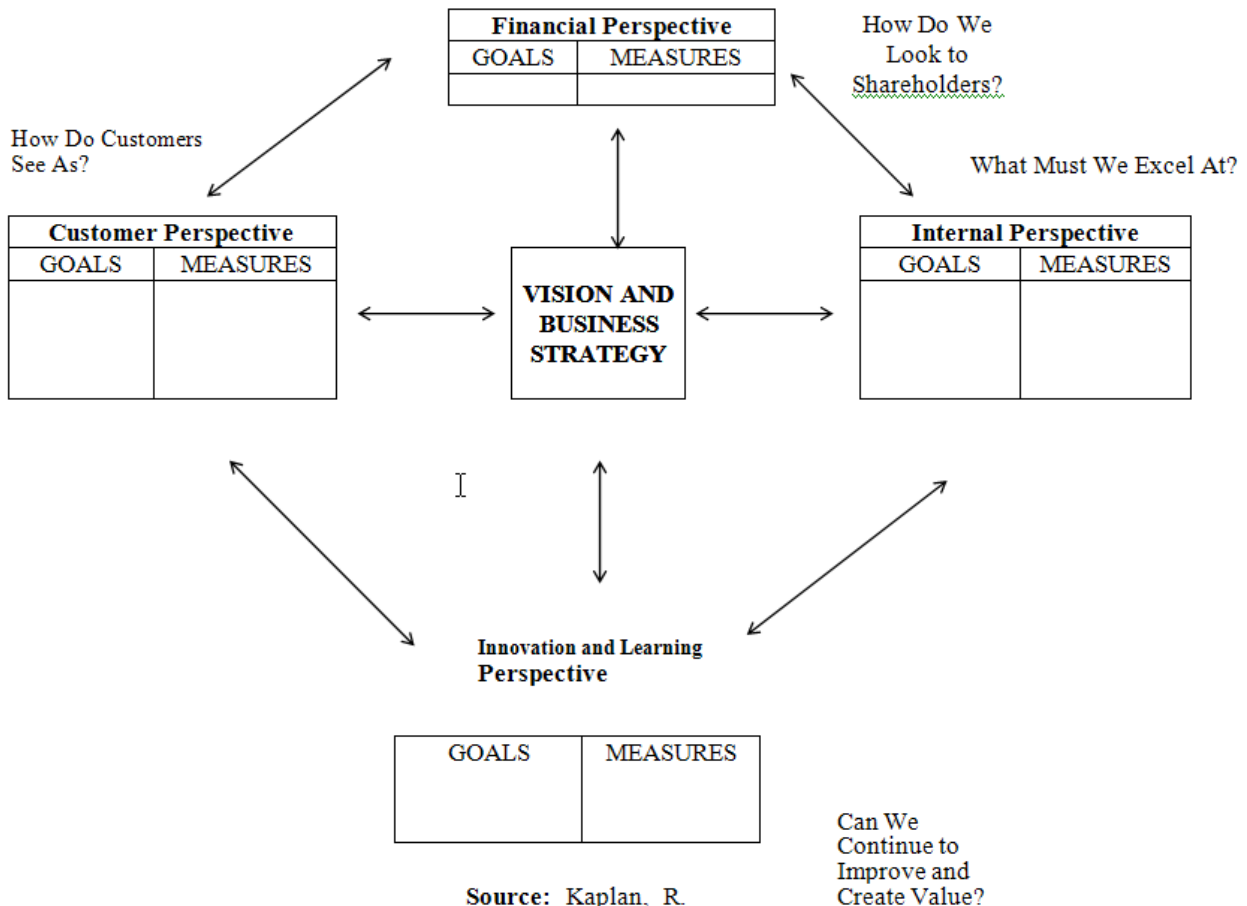 Financial Perspective
GOALS MEASURES
How Do We
Look to
Shareholders?
How Do Customers
See As?
What Must We Excel At?
Customer Perspective
GOALS MEASURES
VISION AND
BUSINESS
STRATEGY
Internal Perspective
GOALS MEASURES
Innovation and Learning
Perspective
GOALS MEASURES
Can We
Continue to
Improve and
Create Value?
Source: Kaplan, R.